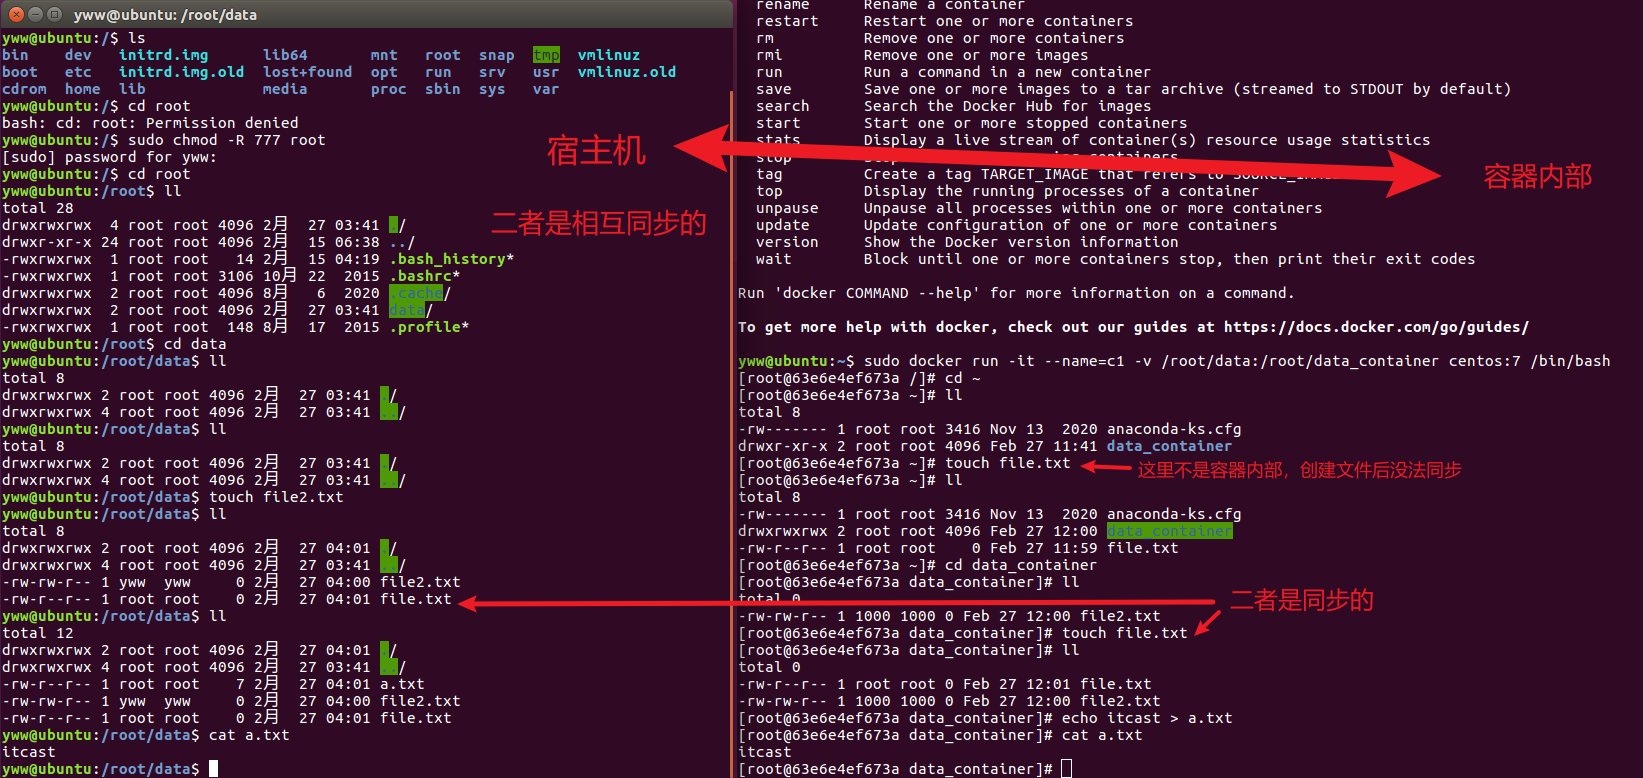 yww@ubuntu: /root/data
yww@ubuntu:/$ ls
bin    dev   initrd.img      lib64       mnt   root  snap  tmp  vmlinuz
boot   etc   initrd.img.old  lost+found  opt   run   srv   usr  vmlinuz.old
cdrom  home  lib             media       proc  sbin  sys   var
yww@ubuntu:/$ cd root
bash: cd: root: Permission denied
yww@ubuntu:/$ sudo chmod -R 777 root
[sudo] password for yww:
yww@ubuntu:/$ cd root
yww@ubuntu:/root$ ll
total 28
drwxrwxrwx  4 root root 4096 2月  27 03:41 ./
drwxr-xr-x 24 root root 4096 2月  15 06:38 ../
-rwxrwxrwx  1 root root   14 2月  15 04:19 .bash_history*
-rwxrwxrwx  1 root root 3106 10月 22  2015 .bashrc*
drwxrwxrwx  2 root root 4096 8月   6  2020 .cache/
drwxrwxrwx  2 root root 4096 2月  27 03:41 data/
-rwxrwxrwx  1 root root  148 8月  17  2015 .profile*
yww@ubuntu:/root$ cd data
yww@ubuntu:/root/data$ ll
total 8
drwxrwxrwx 2 root root 4096 2月  27 03:41 ./
drwxrwxrwx 4 root root 4096 2月  27 03:41 ../
yww@ubuntu:/root/data$ ll
total 8
drwxrwxrwx 2 root root 4096 2月  27 03:41 ./
drwxrwxrwx 4 root root 4096 2月  27 03:41 ../
yww@ubuntu:/root/data$ touch file2.txt
yww@ubuntu:/root/data$ ll
total 8
drwxrwxrwx 2 root root 4096 2月  27 04:01 ./
drwxrwxrwx 4 root root 4096 2月  27 03:41 ../
-rw-rw-r-- 1 yww  yww     0 2月  27 04:00 file2.txt
-rw-r--r-- 1 root root    0 2月  27 04:01 file.txt
yww@ubuntu:/root/data$ ll
total 12
drwxrwxrwx 2 root root 4096 2月  27 04:01 ./
drwxrwxrwx 4 root root 4096 2月  27 03:41 ../
-rw-r--r-- 1 root root    7 2月  27 04:01 a.txt
-rw-rw-r-- 1 yww  yww     0 2月  27 04:00 file2.txt
-rw-r--r-- 1 root root    0 2月  27 04:01 file.txt
yww@ubuntu:/root/data$ cat a.txt
itcast
yww@ubuntu:/root/data$
宿主机
二者是相互同步的
rename      Rename a container
restart     Restart one or more containers
rm          Remove one or more containers
rmi         Remove one or more images
run         Run a command in a new container
save        Save one or more images to a tar archive (streamed to STDOUT by default)
search      Search the Docker Hub for images
start       Start one or more stopped containers
stats       Display a live stream of container(s) resource usage statistics
stop        containers
tag         Create a tag TARGET_IMAGE that refers to
top         Display the running processes of a container
unpause     Unpause all processes within one or more containers
update      Update configuration of one or more containers
version     Show the Docker version information
wait        Block until one or more containers stop, then print their exit codes
容器内部
Run 'docker COMMAND --help' for more information on a command.
To get more help with docker, check out our guides at https://docs.docker.com/go/guides/
yww@ubuntu:~$ sudo docker run -it --name=c1 -v /root/data:/root/data_container centos:7 /bin/bash
[root@63e6e4ef673a /]# cd ~
[root@63e6e4ef673a ~]# ll
total 8
-rw------- 1 root root 3416 Nov 13  2020 anaconda-ks.cfg
drwxr-xr-x 2 root root 4096 Feb 27 11:41 data_container
[root@63e6e4ef673a ~]# touch file.txt
这里不是容器内部，创建文件后没法同步
[root@63e6e4ef673a ~]# ll
total 8
-rw------- 1 root root 3416 Nov 13  2020 anaconda-ks.cfg
drwxrwxrwx 2 root root 4096 Feb 27 12:00 data_container
-rw-r--r-- 1 root root    0 Feb 27 11:59 file.txt
[root@63e6e4ef673a ~]# cd data_container
[root@63e6e4ef673a data_container]# ll
total 0
二者是同步的
-rw-rw-r-- 1 1000 1000 0 Feb 27 12:00 file2.txt
[root@63e6e4ef673a data_container]# touch file.txt
[root@63e6e4ef673a data_container]# ll
total 0
-rw-r--r-- 1 root root 0 Feb 27 12:01 file.txt
-rw-rw-r-- 1 1000 1000 0 Feb 27 12:00 file2.txt
[root@63e6e4ef673a data_container]# echo itcast > a.txt
[root@63e6e4ef673a data_container]# cat a.txt
itcast
[root@63e6e4ef673a data_container]#